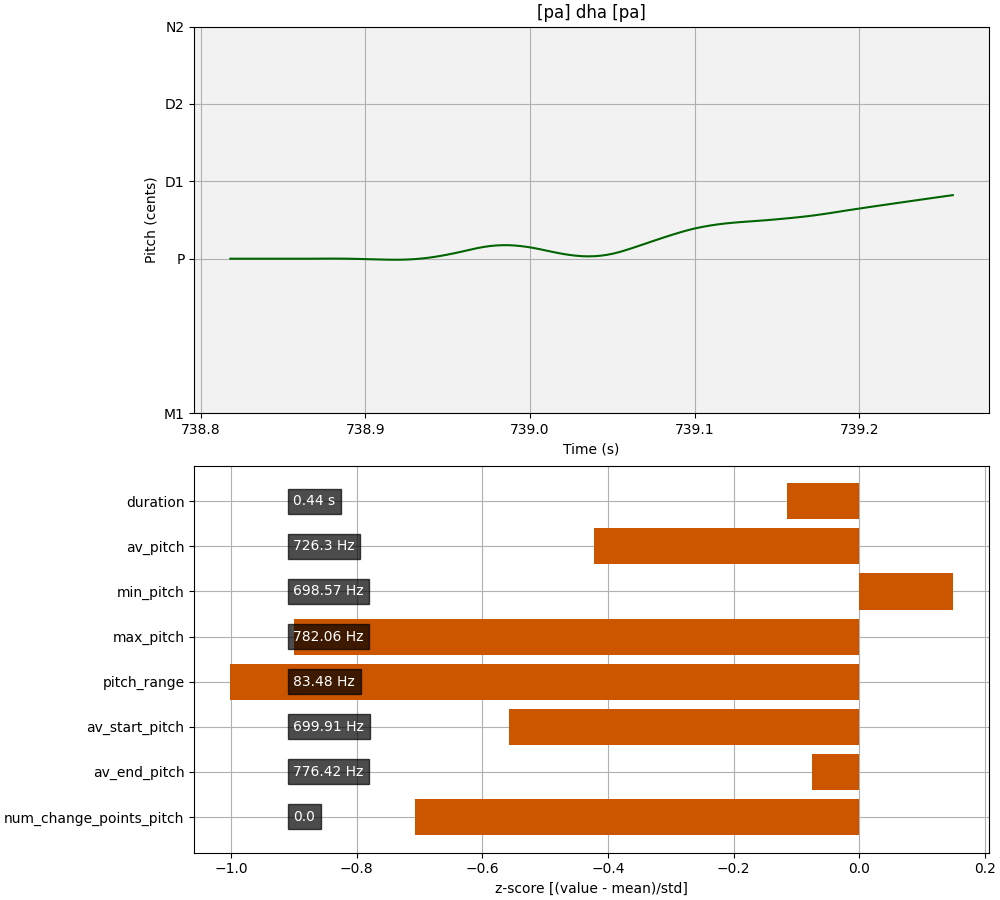 [pa] dha [pa]
N2
D2
D1
P
M1
Pitch (cents)
738.8 738.9 739.0 739.1 739.2
Time (s)
duration 0.44 s
av_pitch 726.3 Hz
min_pitch 698.57 Hz
max_pitch 782.06 Hz
pitch_range 83.48 Hz
av_start_pitch 699.91 Hz
av_end_pitch 776.42 Hz
num_change_points_pitch 0.0
−1.0 −0.8 −0.6 −0.4 −0.2 0.0 0.2
z-score [(value - mean)/std]